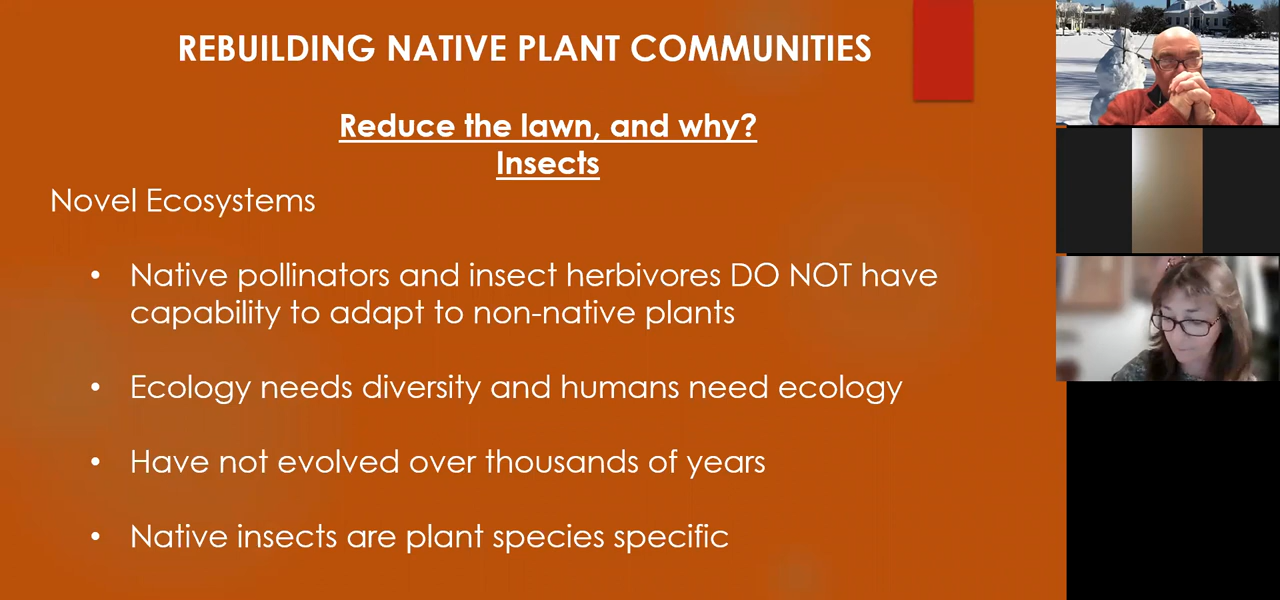 REBUILDING NATIVE PLANT COMMUNITIES
Reduce the lawn, and why?
Insects
Novel Ecosystems
• Native pollinators and insect herbivores DO NOT have
capability to adapt to non-native plants
• Ecology needs diversity and humans need ecology
• Have not evolved over thousands of years
• Native insects are plant species specific